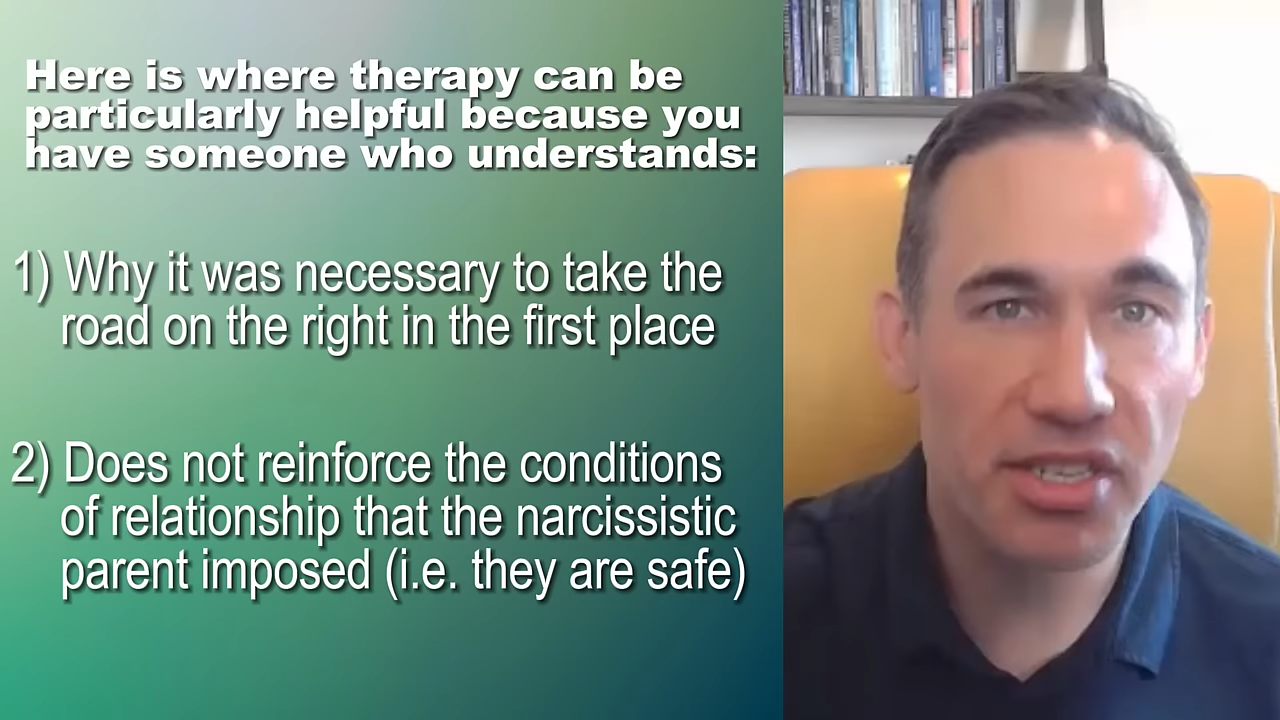 Here is where therapy can be
particularly helpful because you
have someone who understands:
1) Why it was necessary to take the
road on the right in the first place
2) Does not reinforce the conditions
of relationship that the narcissistic
parent imposed (i.e. they are safe)